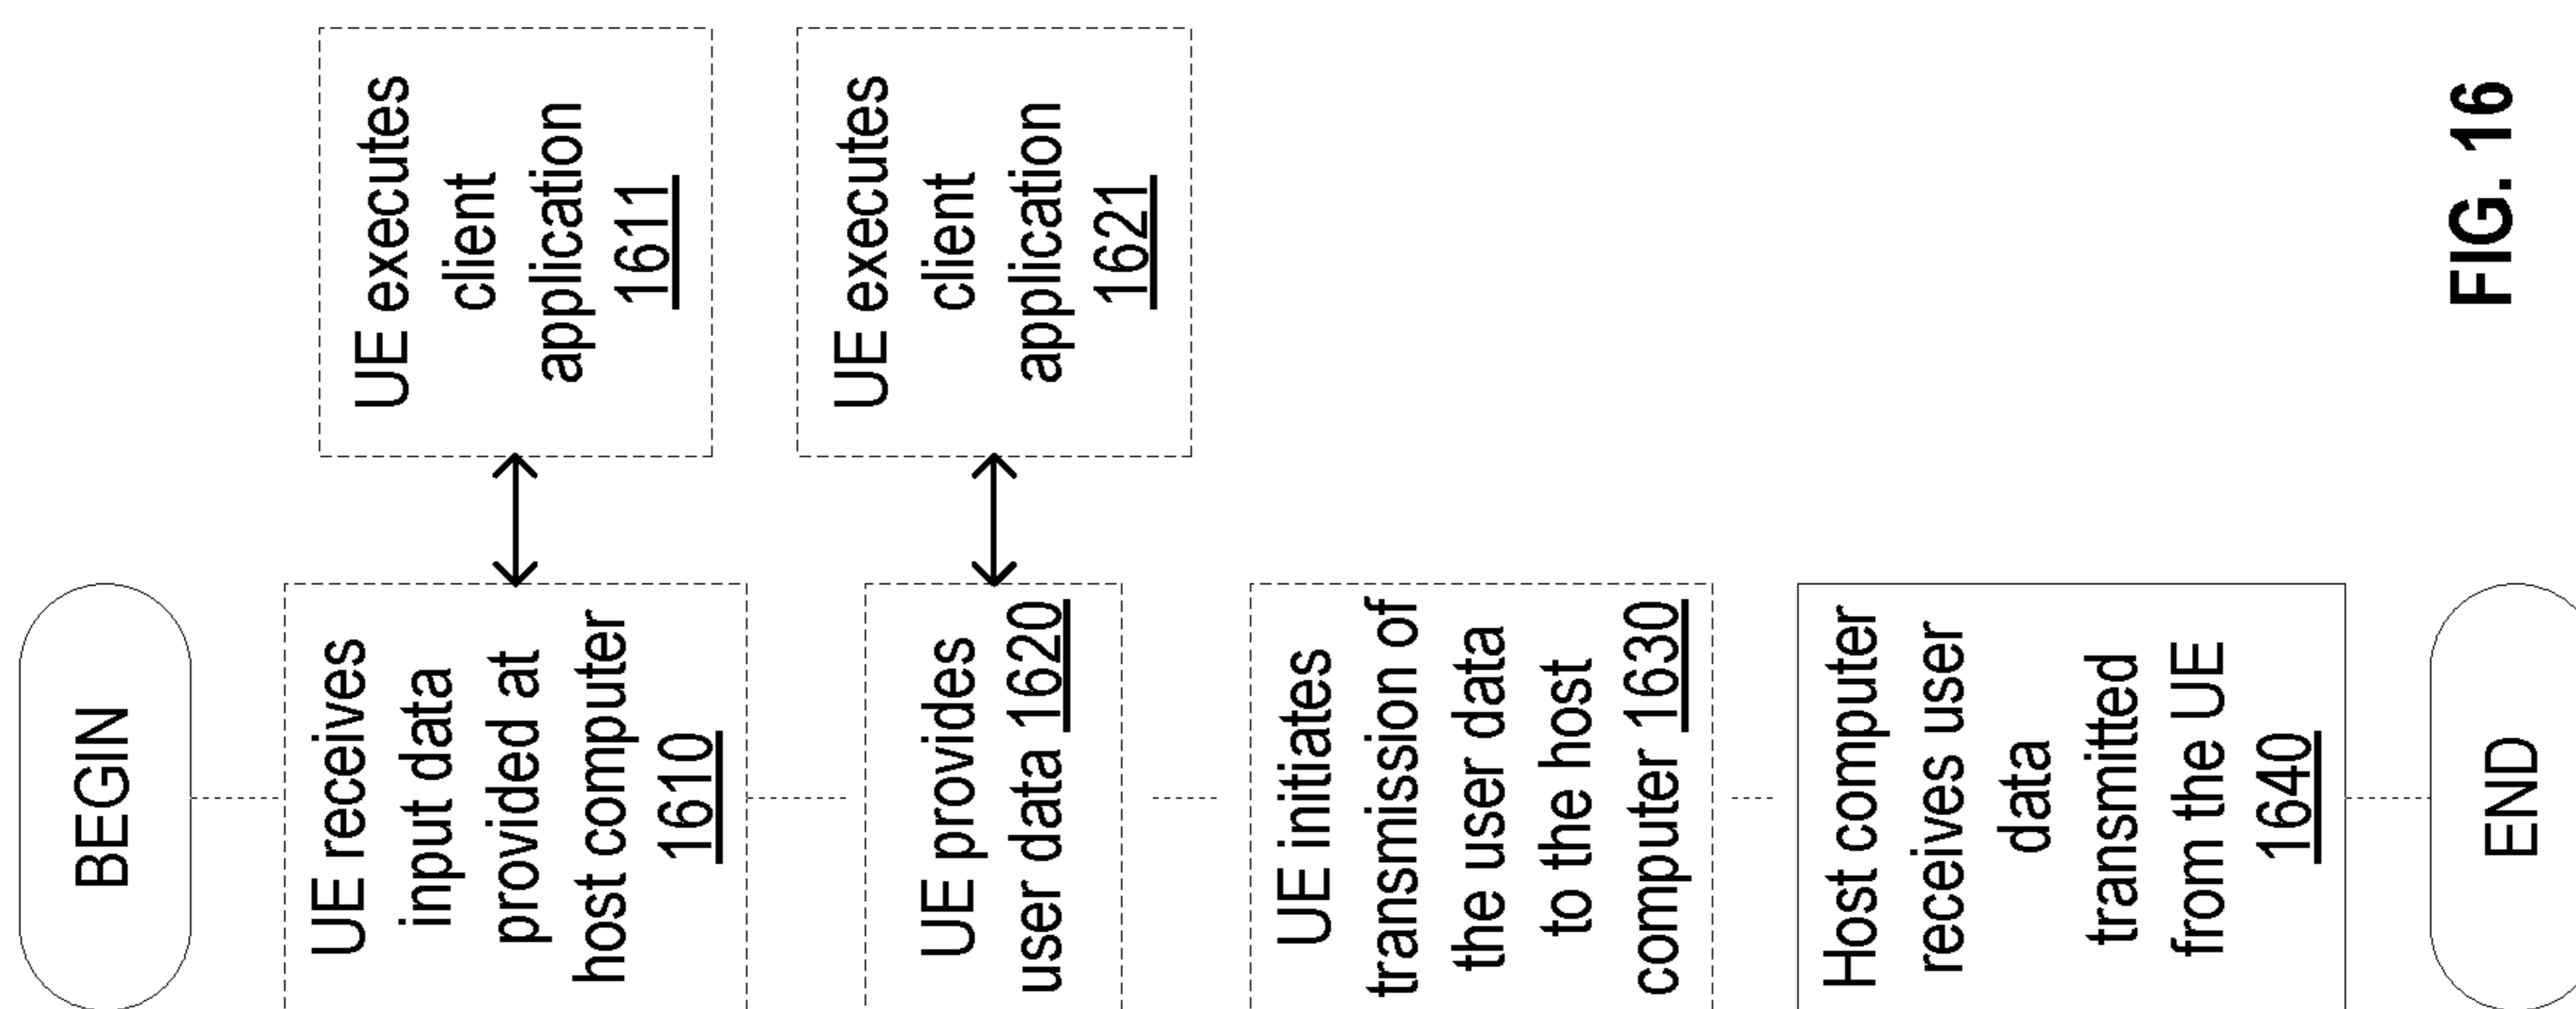 BEGIN
UE receives
input data
provided at
host computer
1610
UE executes
client
application
1611
UE provides
user data 1620
UE executes
client
application
1621
UE initiates
transmission of
the user data
to the host
computer 1630
Host computer
receives user
data
transmitted
from the UE
1640
END
FIG. 16